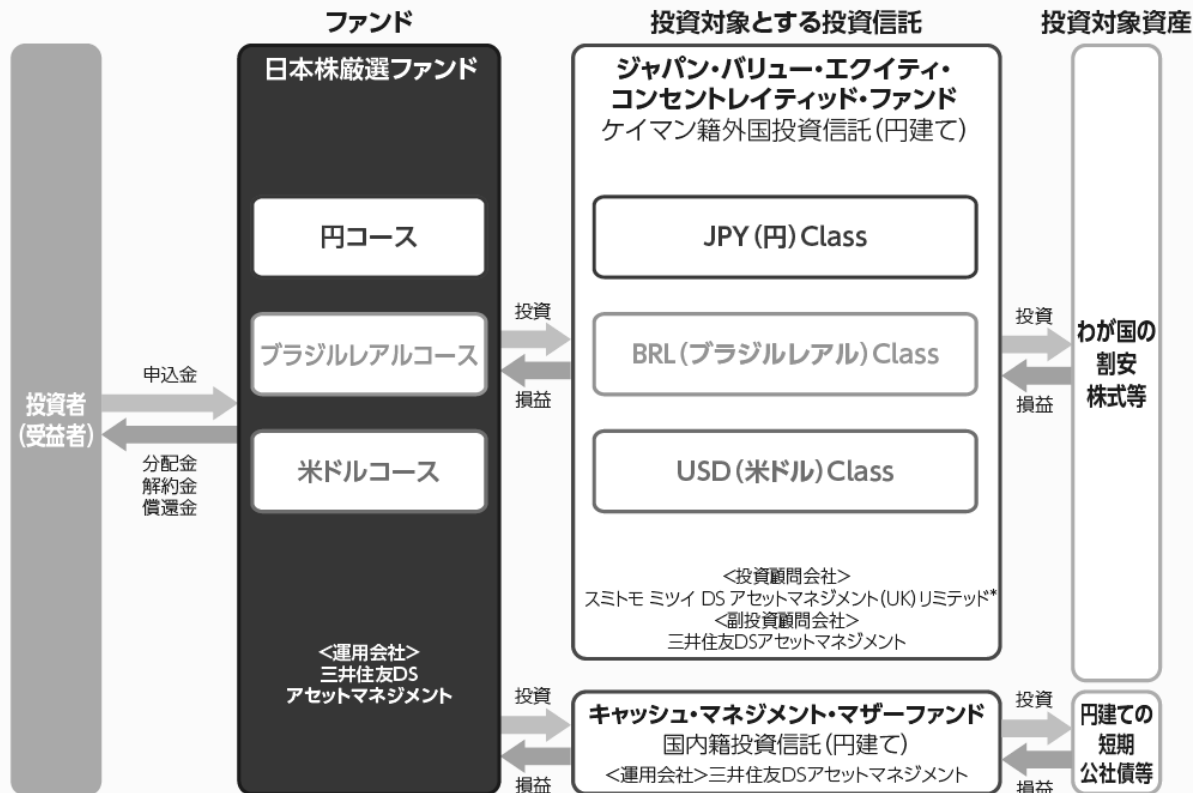 ファンド
投資対象とする投資信託
投資対象資産
投資者
(受益者)
申込金
分配金
解約金
償還金
日本株厳選ファンド
円コース
ブラジルレアルコース
米ドルコース
<運用会社>
三井住友DS
アセットマネジメント
投資
損益
ジャパン・バリュー・エクイティ・
コンセントレイティッド・ファンド
ケイマン籍外国投資信託(円建て)
JPY(円)Class
BRL(ブラジルレアル)Class
USD(米ドル)Class
<投資顧問会社>
スミトモ ミツイ DS アセットマネジメント(UK)リミテッド*
<副投資顧問会社>
三井住友DSアセットマネジメント
投資
損益
わが国の
割安
株式等
投資
損益
キャッシュ・マネジメント・マザーファンド
国内籍投資信託(円建て)
<運用会社>三井住友DSアセットマネジメント
投資
損益
円建ての
短期
公社債等